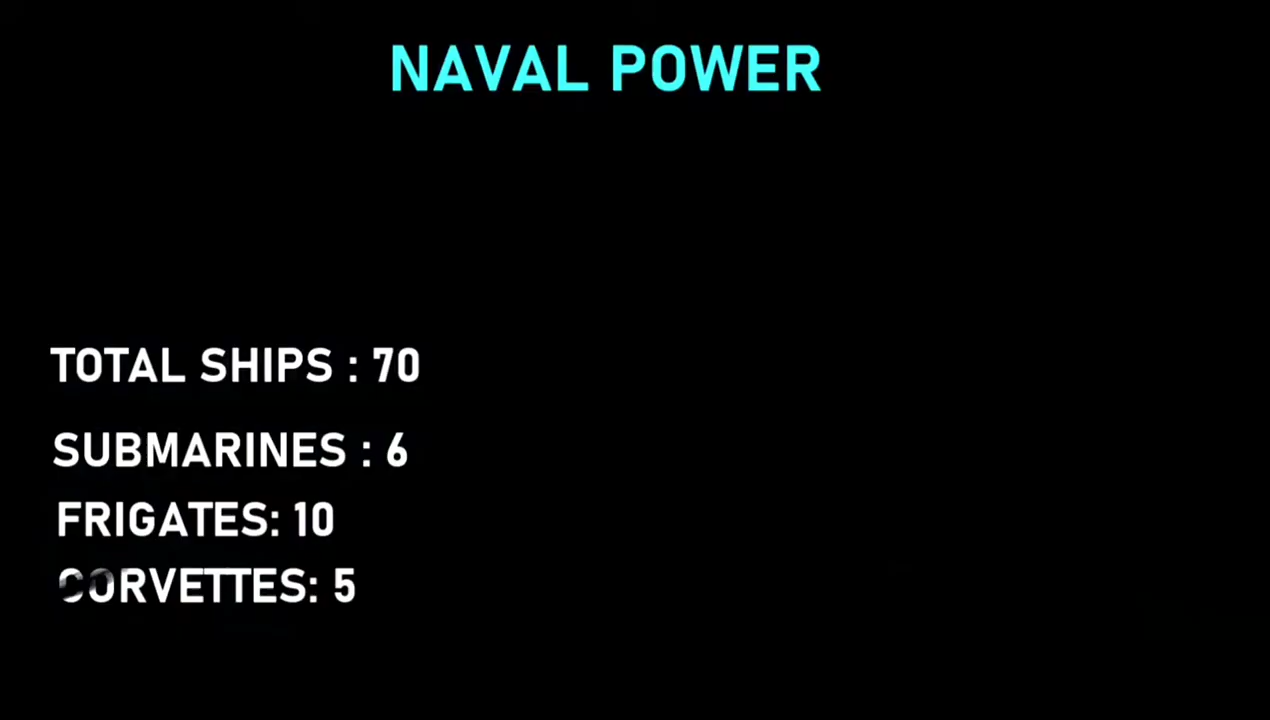 NAVAL POWER
TOTAL SHIPS : 70
SUBMARINES : 6
FRIGATES: 10
CORVETTES: 5